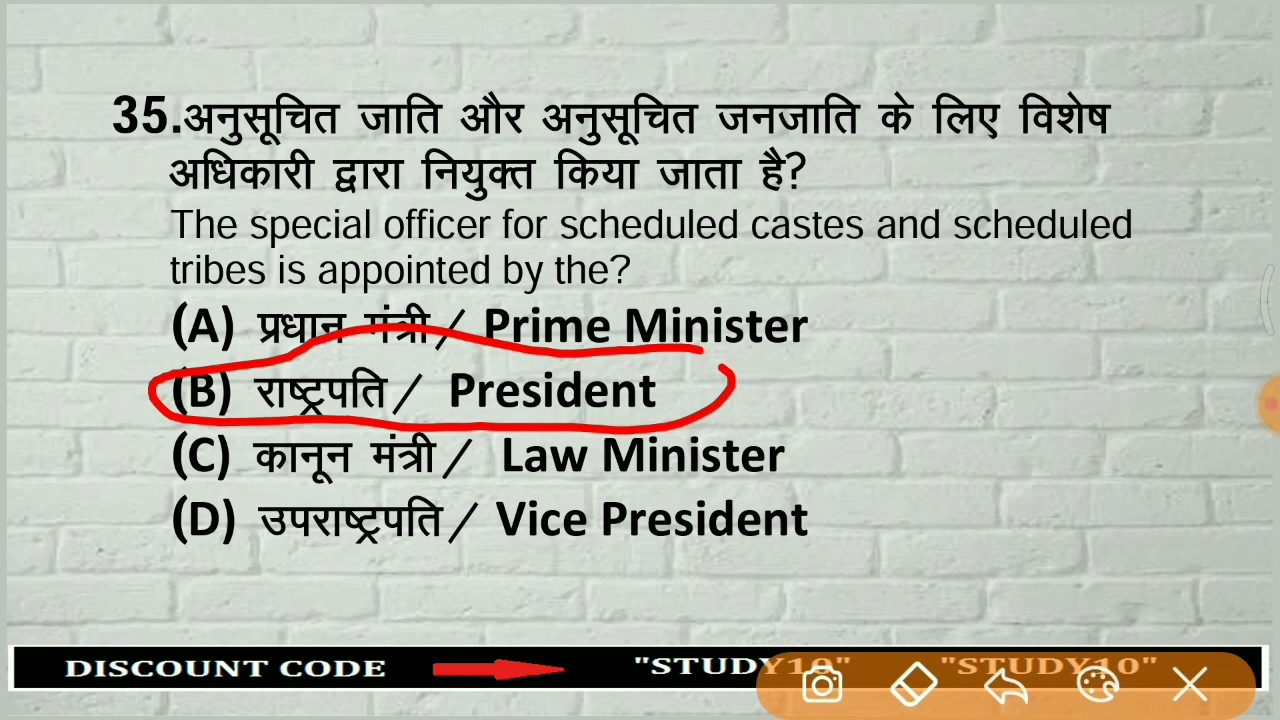 35.अनुसूचित जाति और अनुसूचित जनजाति के लिए विशेष
अधिकारी द्वारा नियुक्त किया जाता है?
The special officer for scheduled castes and scheduled
tribes is appointed by the?
(A) प्रधान मंत्री/ Prime Minister
(B) राष्ट्रपति/ President
(C) कानून मंत्री/ Law Minister
(D) उपराष्ट्रपति/ Vice President
DISCOUNT CODE "STUDY10" "STUDY10"